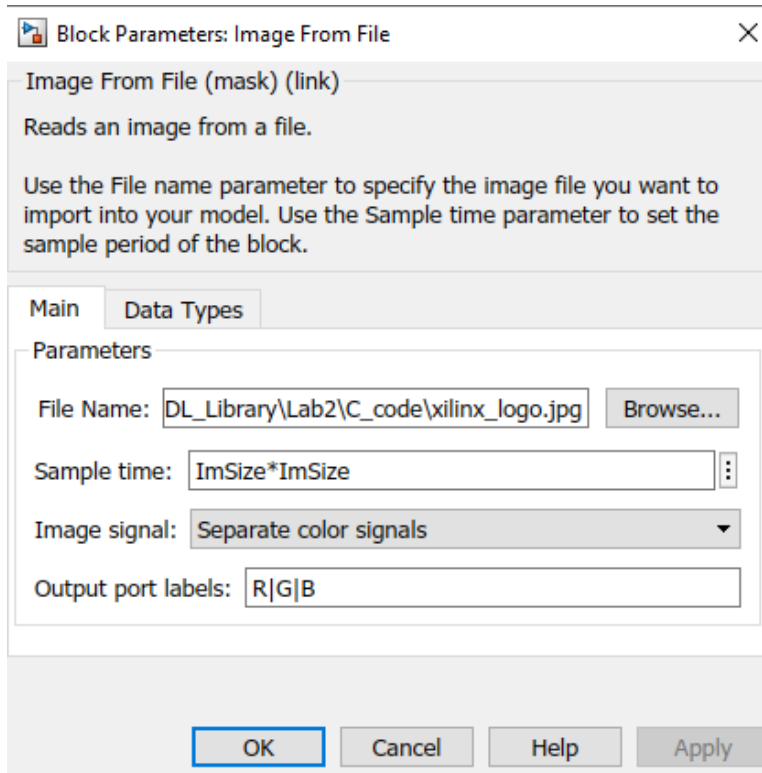 Block Parameters: Image From File
Image From File (mask) (link)
Reads an image from a file.
Use the File name parameter to specify the image file you want to
import into your model. Use the Sample time parameter to set the
sample period of the block.
Main Data Types
Parameters
File Name: DL_Library\Lab2\C_code\xilinx_logo.jpg Browse...
Sample time: ImSize*ImSize
Image signal: Separate color signals
Output port labels: R|G|B
OK Cancel Help Apply